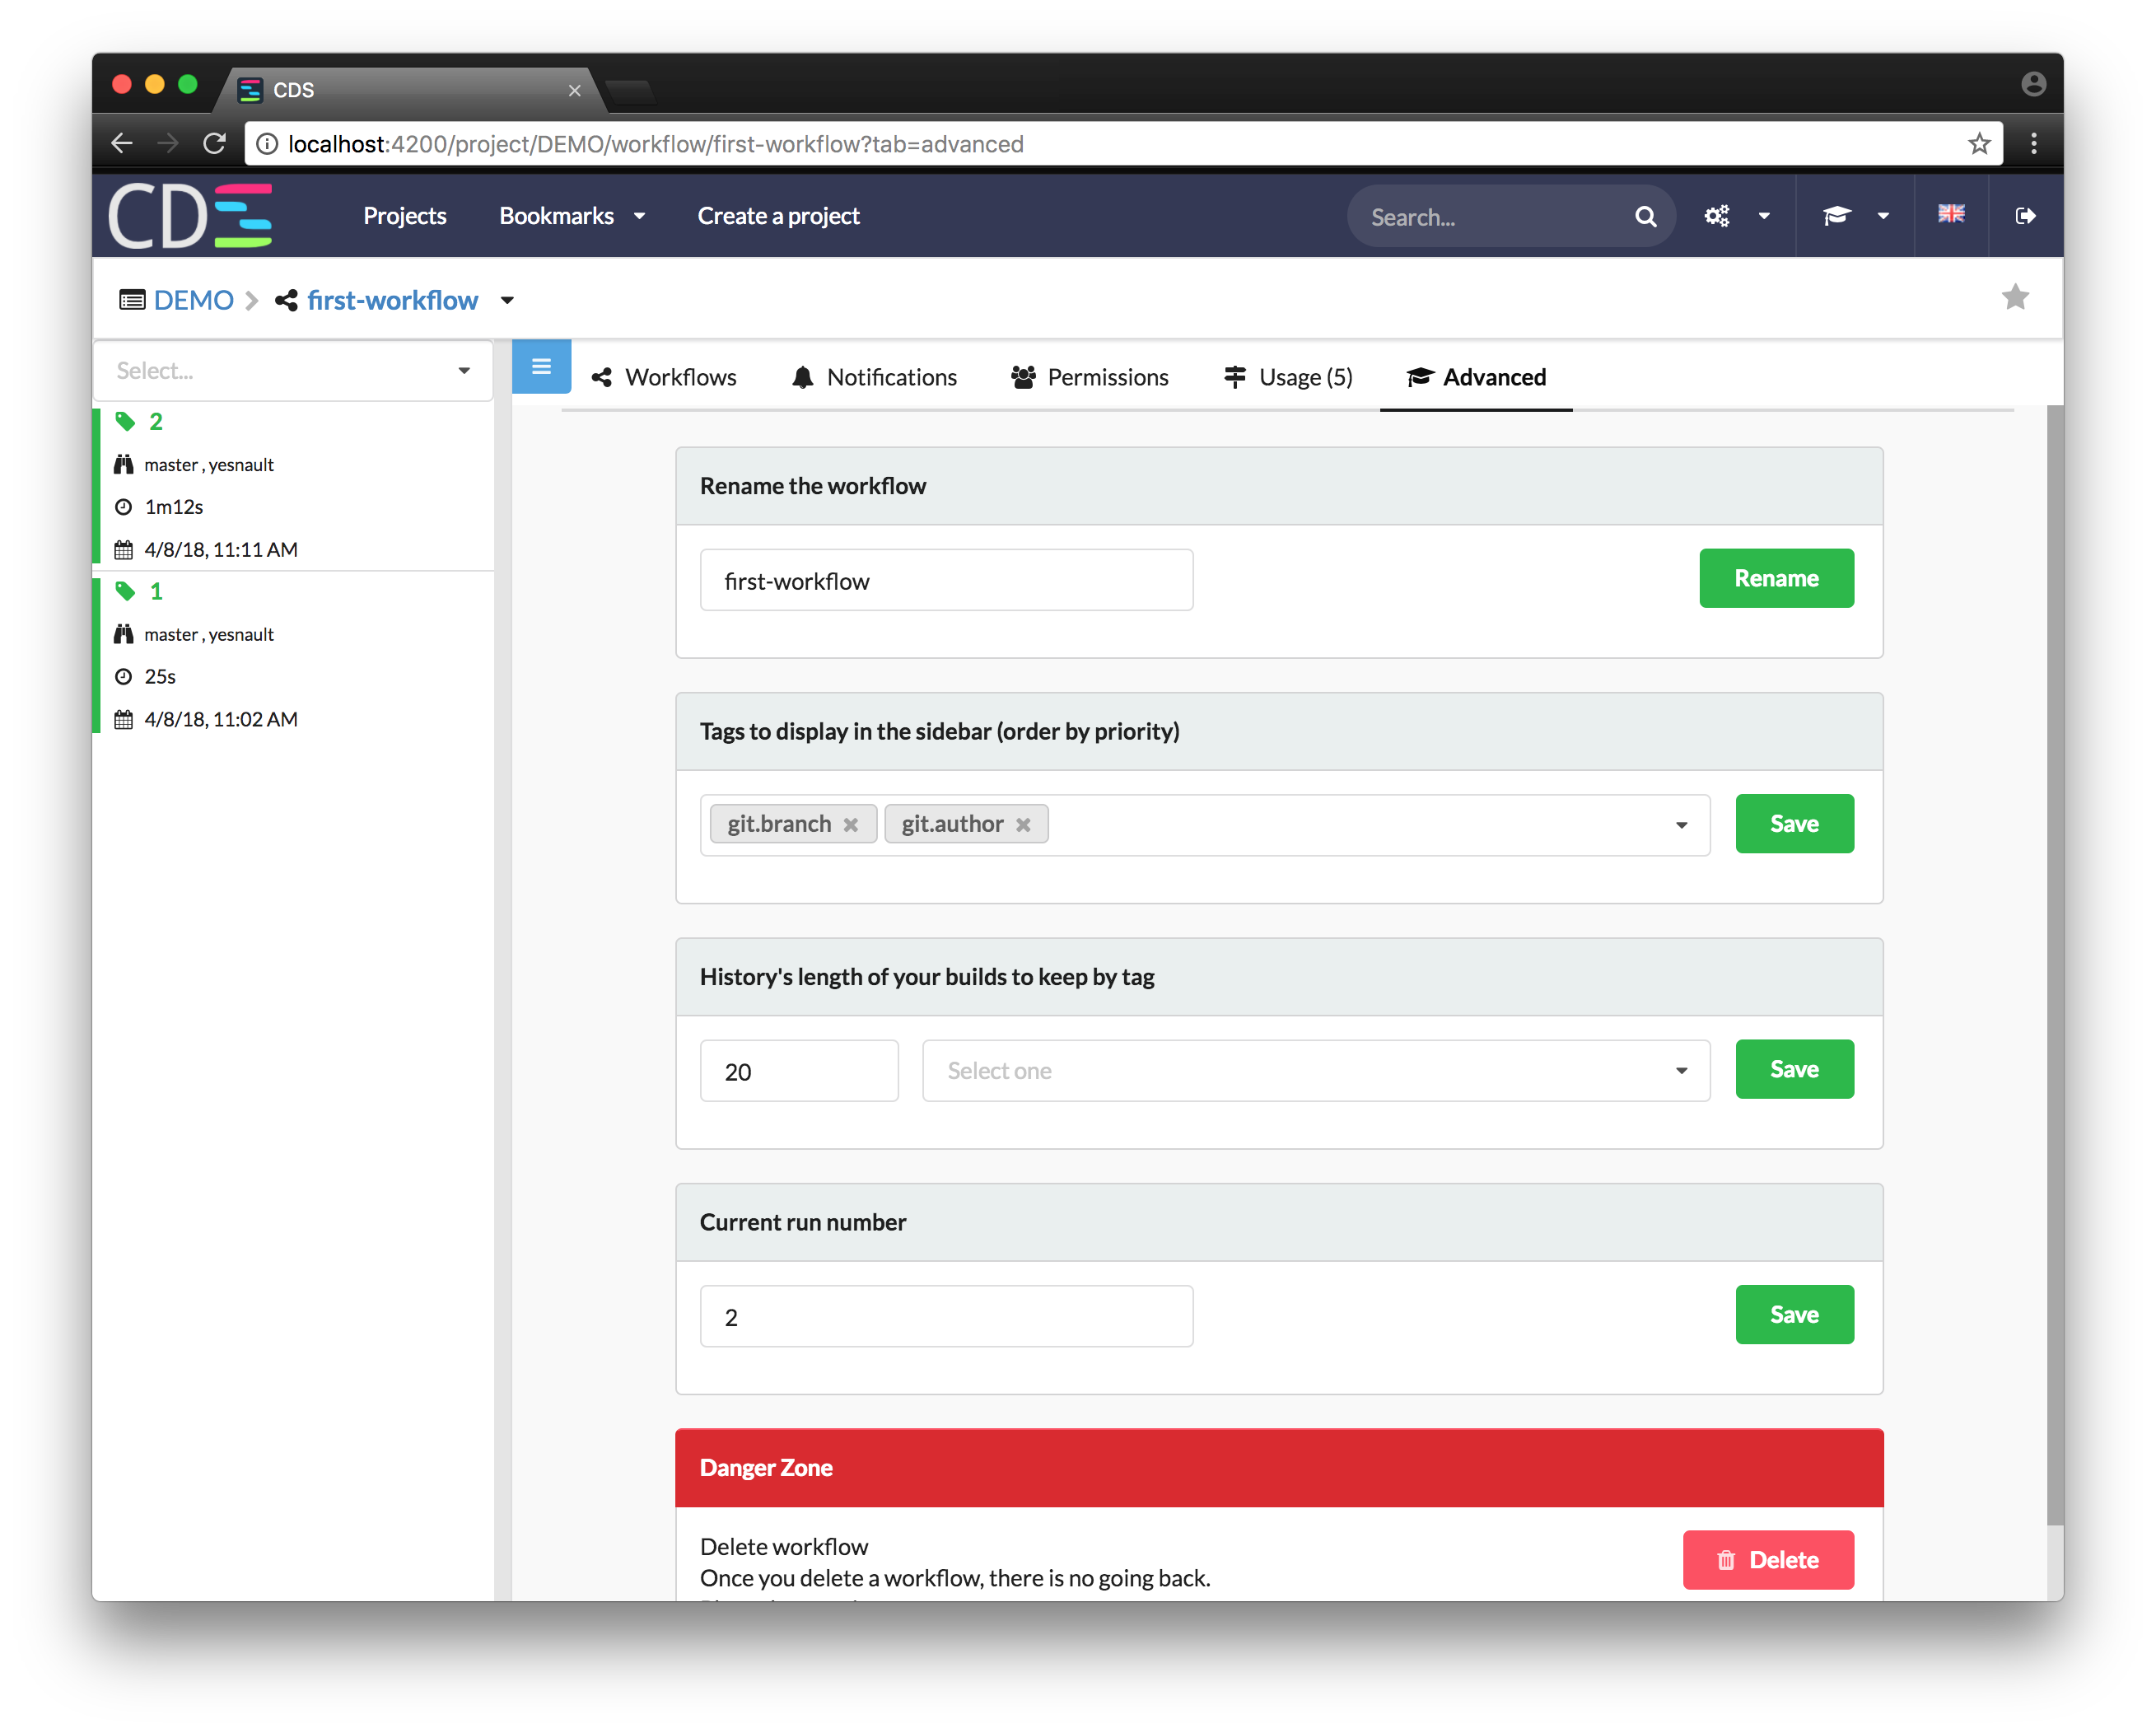 CDS
localhost:4200/project/DEMO/workflow/first-workflow?tab=advanced
CD
Projects
Bookmarks
Create a project
Search...
DEMO
first-workflow
Select...
Workflows
Notifications
Permissions
Usage (5)
Advanced
2
master , yesnault
1m12s
4/8/18, 11:11 AM
1
master , yesnault
25s
4/8/18, 11:02 AM
Rename the workflow
first-workflow
Rename
Tags to display in the sidebar (order by priority)
git.branch
git.author
Save
History's length of your builds to keep by tag
20
Select one
Save
Current run number
2
Save
Danger Zone
Delete workflow
Once you delete a workflow, there is no going back.
Delete